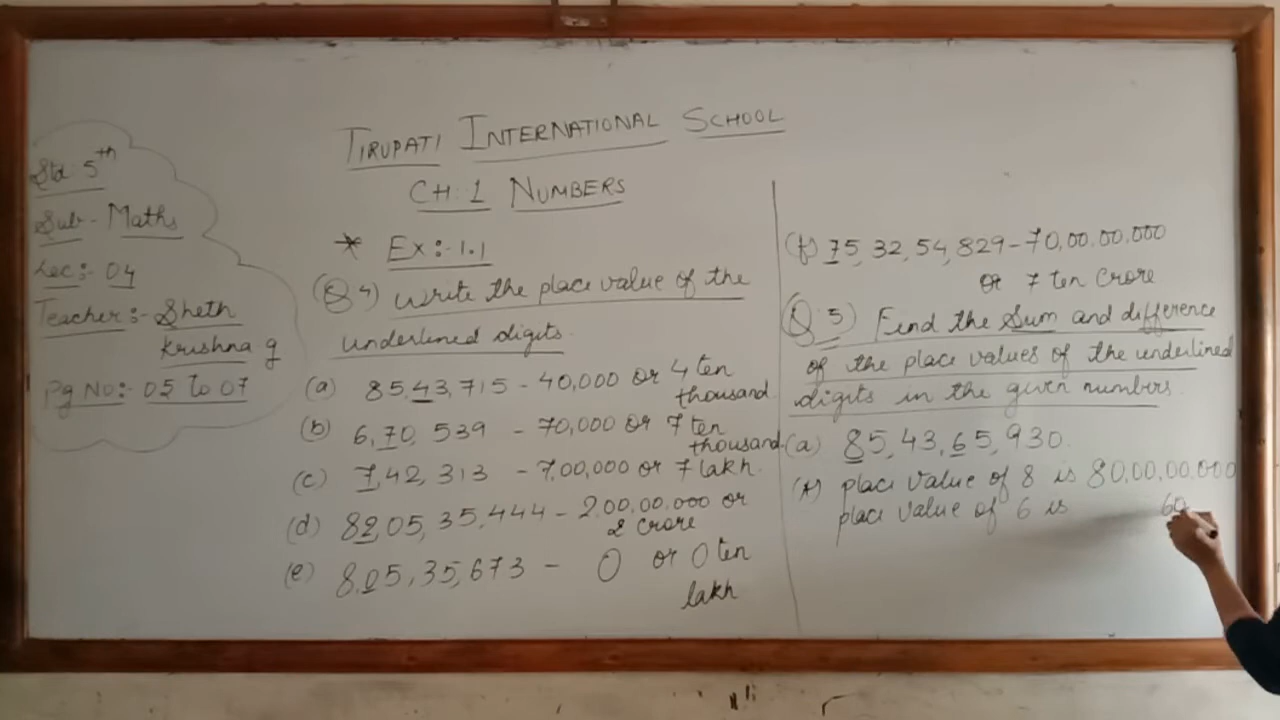 Std: 5th
Sub - Maths
Lec:- 04
Teacher:- Sheth
Krushna g
Pg No:- 05 to 07
TIRUPATI INTERNATIONAL SCHOOL
CH: 1 NUMBERS
* Ex:-1.1
(Q 4) Write the place value of the
underlined digits.
(a) 85,43,715 - 40,000 or 4 ten
thousand
(b) 6,70,539 - 70,000 or 7 ten
thousand
(c) 7,42,313 - 7,00,000 or 7 lakh.
(d) 82,05,35,444 - 2,00,00,000 or
2 crore
(e) 8,05,35,673 - 0 or 0 ten
lakh
(f) 75,32,54,829 - 70,00,00,000
or 7 ten crore
(Q 5) Find the Sum and difference
of the place values of the underlined
digits in the given numbers.
(a) 85,43,65,930.
(A) place value of 8 is 80,00,00,000
place value of 6 is 60